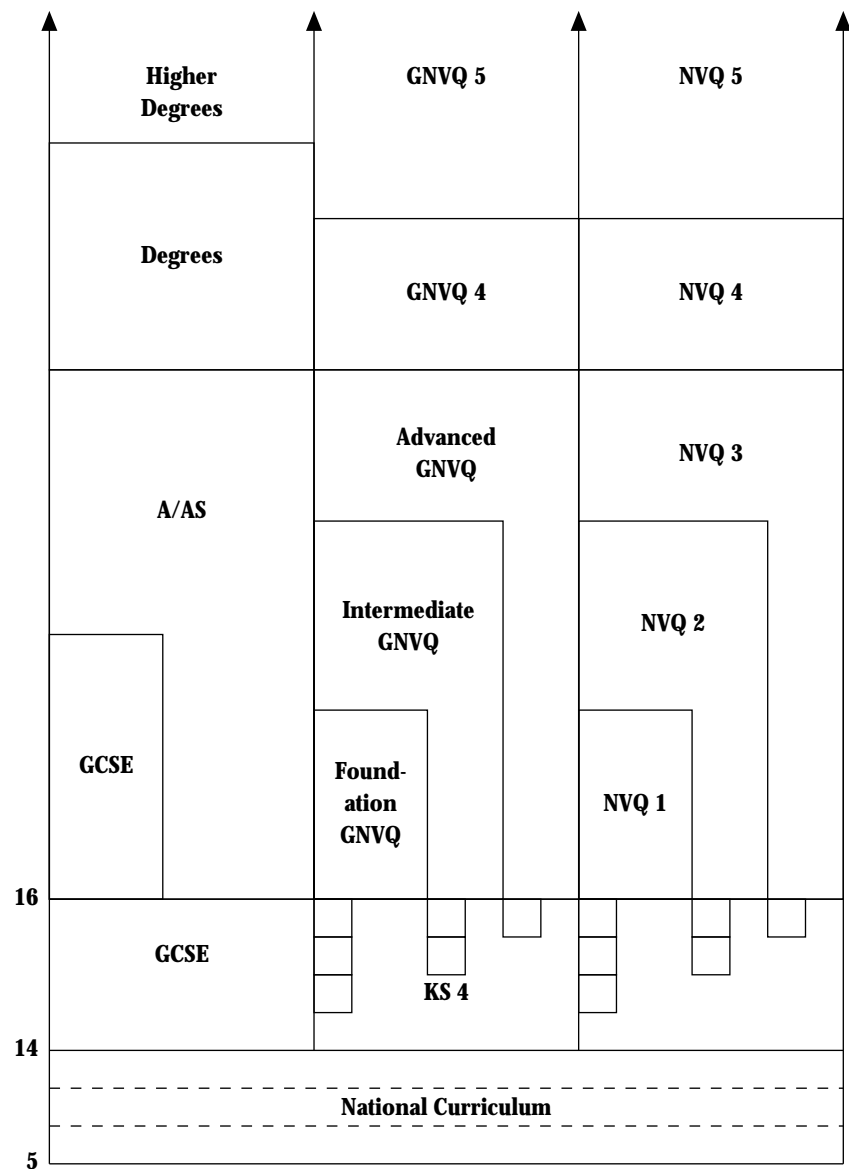 Higher
Degrees
GNVQ 5
NVQ 5
Degrees
GNVQ 4
NVQ 4
Advanced
GNVQ
NVQ 3
A/AS
Intermediate
GNVQ
NVQ 2
GCSE
Found-
ation
GNVQ
NVQ 1
16
GCSE
KS 4
14
National Curriculum
5